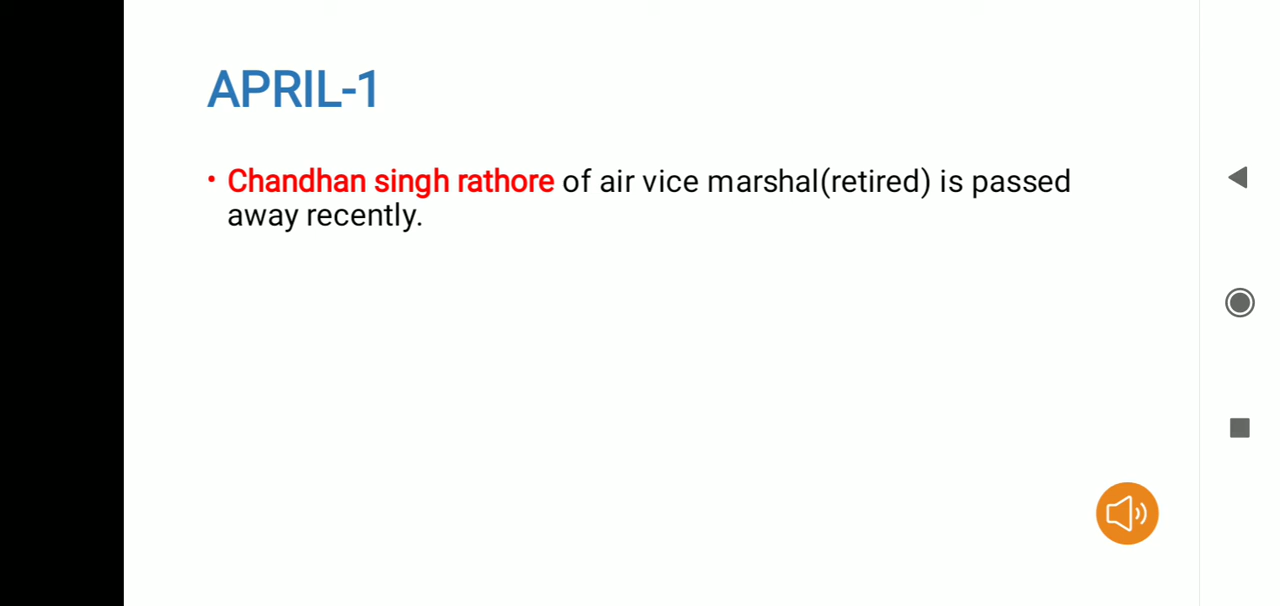 APRIL-1
• Chandhan singh rathore of air vice marshal(retired) is passed
away recently.